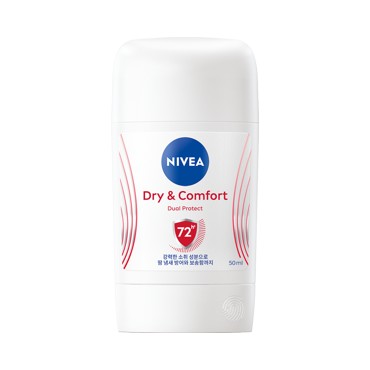 NIVEA
Dry & Comfort
Dual Protect
72hr
강력한 소취 성분으로
땀 냄새 방어와 보송함까지
50ml